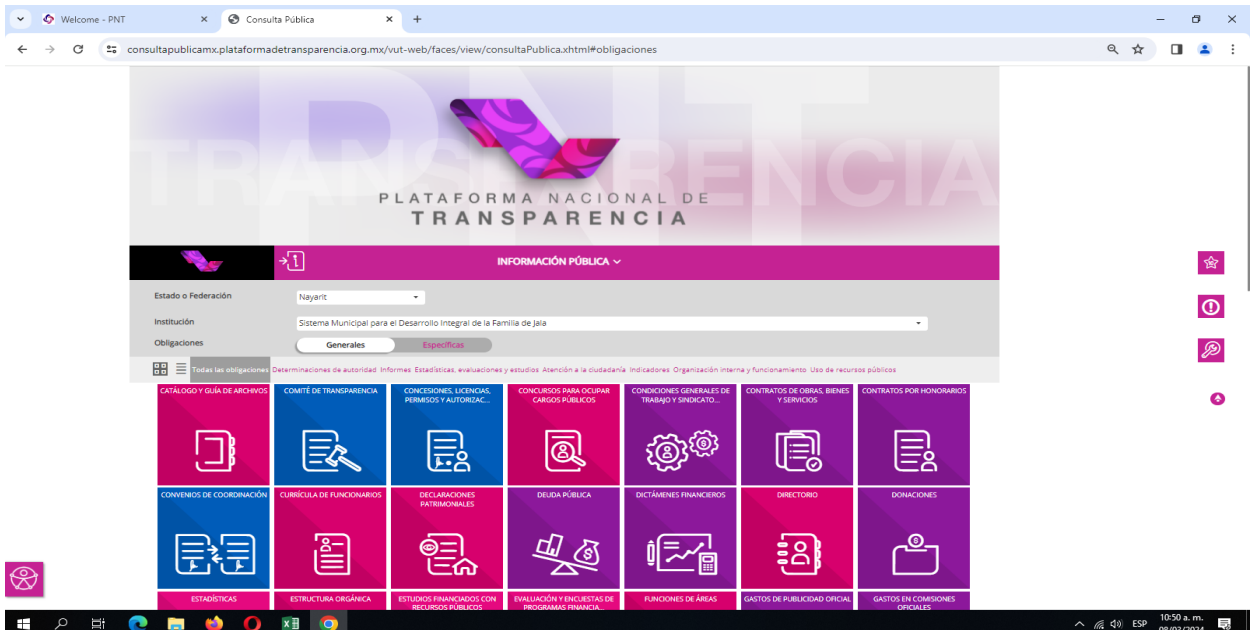 Welcome - PNT
Consulta Pública
consultapublicamx.plataformadetransparencia.org.mx/vut-web/faces/view/consultaPublica.xhtml#obligaciones
PNT
TRANSPARENCIA
PLATAFORMA NACIONAL DE
TRANSPARENCIA
INFORMACIÓN PÚBLICA
Estado o Federación
Nayarit
Institución
Sistema Municipal para el Desarrollo Integral de la Familia de Jala
Obligaciones
Generales Específicas
Todas las obligaciones Determinaciones de autoridad Informes Estadísticas, evaluaciones y estudios Atención a la ciudadanía Indicadores Organización interna y funcionamiento Uso de recursos públicos
CATÁLOGO Y GUÍA DE ARCHIVOS
COMITÉ DE TRANSPARENCIA
CONCESIONES, LICENCIAS,
PERMISOS Y AUTORIZAC...
CONCURSOS PARA OCUPAR
CARGOS PÚBLICOS
CONDICIONES GENERALES DE
TRABAJO Y SINDICATO...
CONTRATOS DE OBRAS, BIENES
Y SERVICIOS
CONTRATOS POR HONORARIOS
CONVENIOS DE COORDINACIÓN
CURRÍCULA DE FUNCIONARIOS
DECLARACIONES
PATRIMONIALES
DEUDA PÚBLICA
DICTÁMENES FINANCIEROS
DIRECTORIO
DONACIONES
ESTADÍSTICAS
ESTRUCTURA ORGÁNICA
ESTUDIOS FINANCIADOS CON
RECURSOS PÚBLICOS
EVALUACIÓN Y ENCUESTAS DE
PROGRAMAS FINANCIA...
FUNCIONES DE ÁREAS
GASTOS DE PUBLICIDAD OFICIAL
GASTOS EN COMISIONES
OFICIALES
ESP
10:50 a. m.
08/03/2024